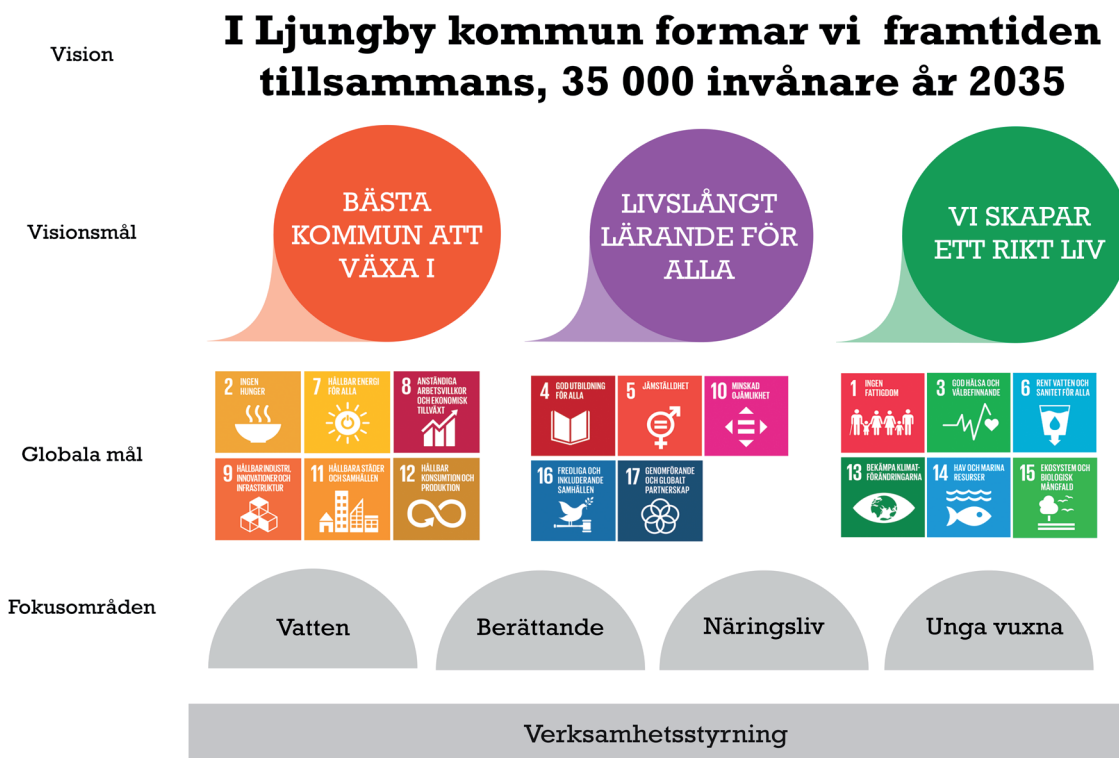 Vision
I Ljungby kommun formar vi framtiden
tillsammans, 35 000 invånare år 2035
Visionsmål
BÄSTA
KOMMUN ATT
VÄXA I
LIVSLÅNGT
LÄRANDE FÖR
ALLA
VI SKAPAR
ETT RIKT LIV
Globala mål
2 INGEN
HUNGER
7 HÅLLBAR ENERGI
FÖR ALLA
8 ANSTÄNDIGA
ARBETSVILLKOR
OCH EKONOMISK
TILLVÄXT
9 HÅLLBAR INDUSTRI,
INNOVATIONER OCH
INFRASTRUKTUR
11 HÅLLBARA STÄDER
OCH SAMHÄLLEN
12 HÅLLBAR
KONSUMTION OCH
PRODUKTION
4 GOD UTBILDNING
FÖR ALLA
5 JÄMSTÄLLDHET
10 MINSKAD
OJÄMLIKHET
16 FREDLIGA OCH
INKLUDERANDE
SAMHÄLLEN
17 GENOMFÖRANDE
OCH GLOBALT
PARTNERSKAP
1 INGEN
FATTIGDOM
3 GOD HÄLSA OCH
VÄLBEFINNANDE
6 RENT VATTEN OCH
SANITET FÖR ALLA
13 BEKÄMPA KLIMAT-
FÖRÄNDRINGARNA
14 HAV OCH MARINA
RESURSER
15 EKOSYSTEM OCH
BIOLOGISK
MÅNGFALD
Fokusområden
Vatten
Berättande
Näringsliv
Unga vuxna
Verksamhetsstyrning